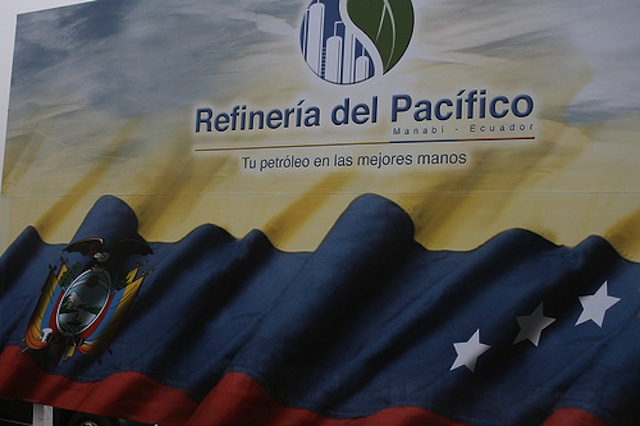 Refinería del Pacífico
Manabí - Ecuador
Tu petróleo en las mejores manos